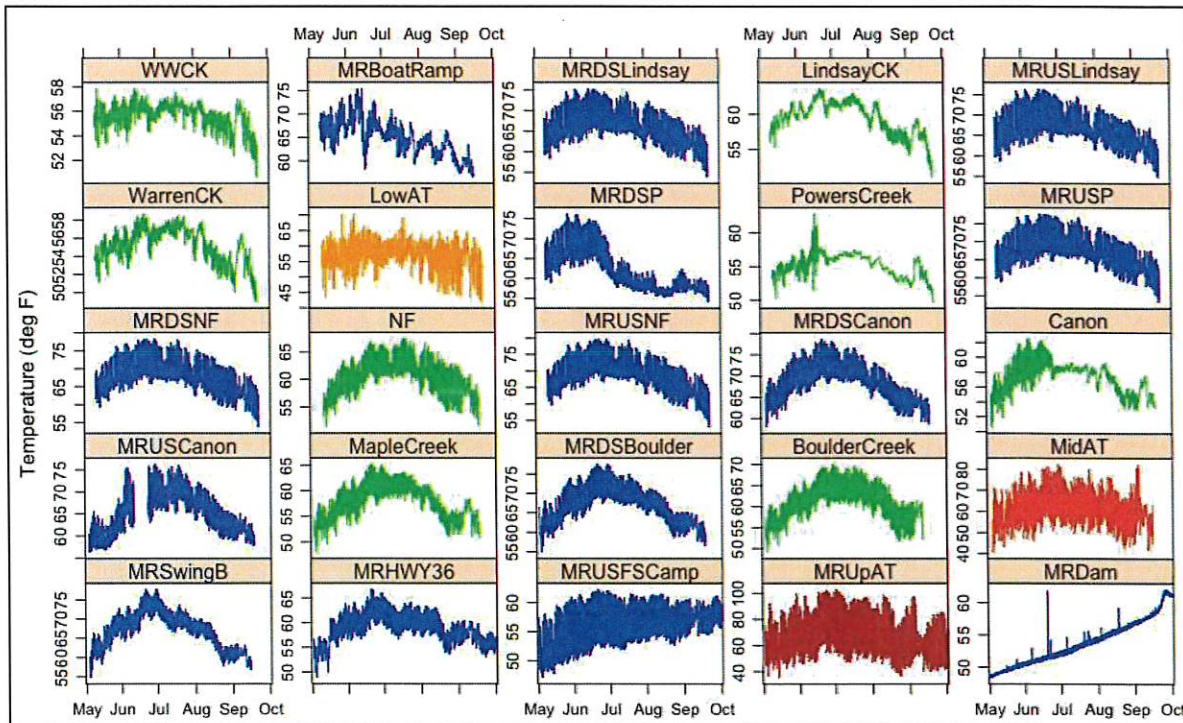 May Jun Jul Aug Sep Oct
May Jun Jul Aug Sep Oct
WWCK
MRBoatRamp
MRDSLindsay
LindsayCK
MRUSLindsay
52 54 56 58
60 65 70 75
55 60 65 70 75
55 60
55 60 65 70 75
WarrenCK
LowAT
MRDSP
PowersCreek
MRUSP
50 52 54 56 58
45 55 65
55 60 65 70 75
50 55 60
55 60 65 70 75
MRDSNF
NF
MRUSNF
MRDSCanon
Canon
55 65 75
55 60 65
55 65 75
60 65 70 75
52 56 60
MRUSCanon
MapleCreek
MRDSBoulder
BoulderCreek
MidAT
60 65 70 75
50 55 60 65
55 60 65 70 75
50 55 60 65 70
40 50 60 70 80
MRSwingB
MRHWY36
MRUSFSCamp
MRUpAT
MRDam
55 60 65 70 75
50 55 60 65
50 55 60
40 60 80 100
50 55 60
Temperature (deg F)
May Jun Jul Aug Sep Oct
May Jun Jul Aug Sep Oct
May Jun Jul Aug Sep Oct